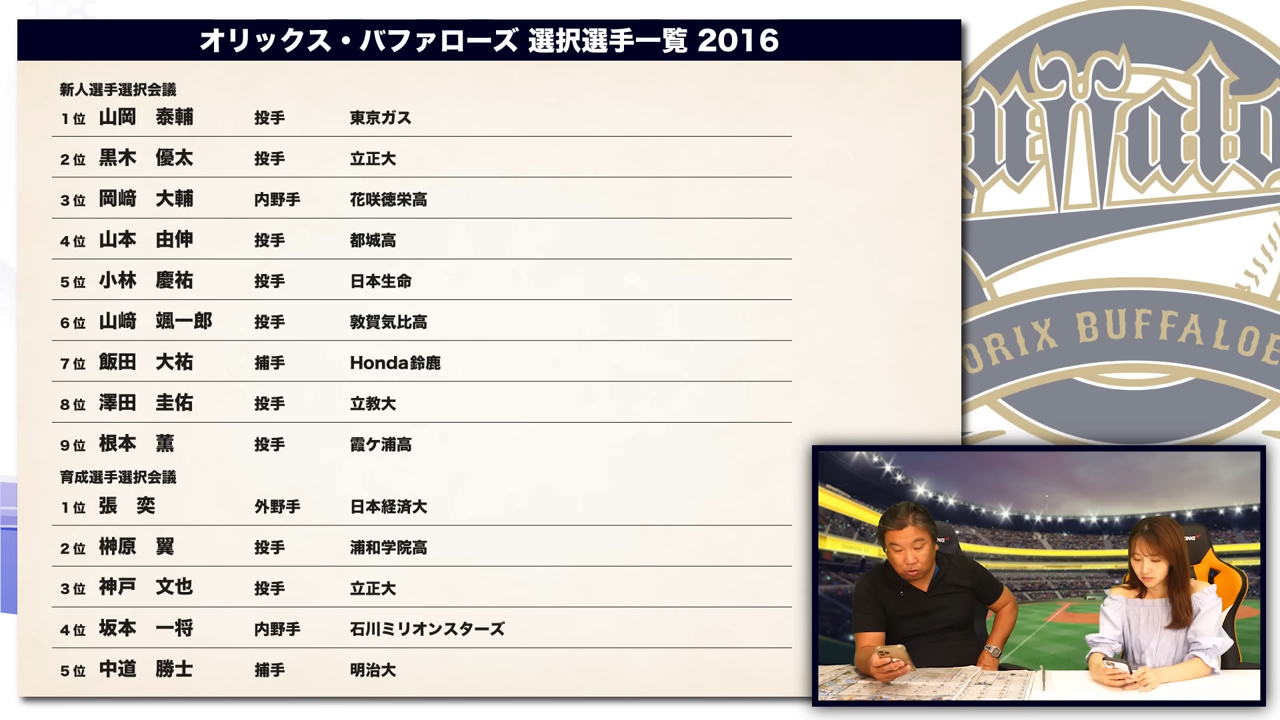 オリックス・バファローズ 選択選手一覧 2016
新人選手選択会議
1位 山岡 泰輔 投手 東京ガス
2位 黒木 優太 投手 立正大
3位 岡﨑 大輔 内野手 花咲徳栄高
4位 山本 由伸 投手 都城高
5位 小林 慶祐 投手 日本生命
6位 山﨑 颯一郎 投手 敦賀気比高
7位 飯田 大祐 捕手 Honda鈴鹿
8位 澤田 圭佑 投手 立教大
9位 根本 薫 投手 霞ケ浦高
育成選手選択会議
1位 張 奕 外野手 日本経済大
2位 榊原 翼 投手 浦和学院高
3位 神戸 文也 投手 立正大
4位 坂本 一将 内野手 石川ミリオンスターズ
5位 中道 勝士 捕手 明治大
Buffaloes
ORIX BUFFALOES